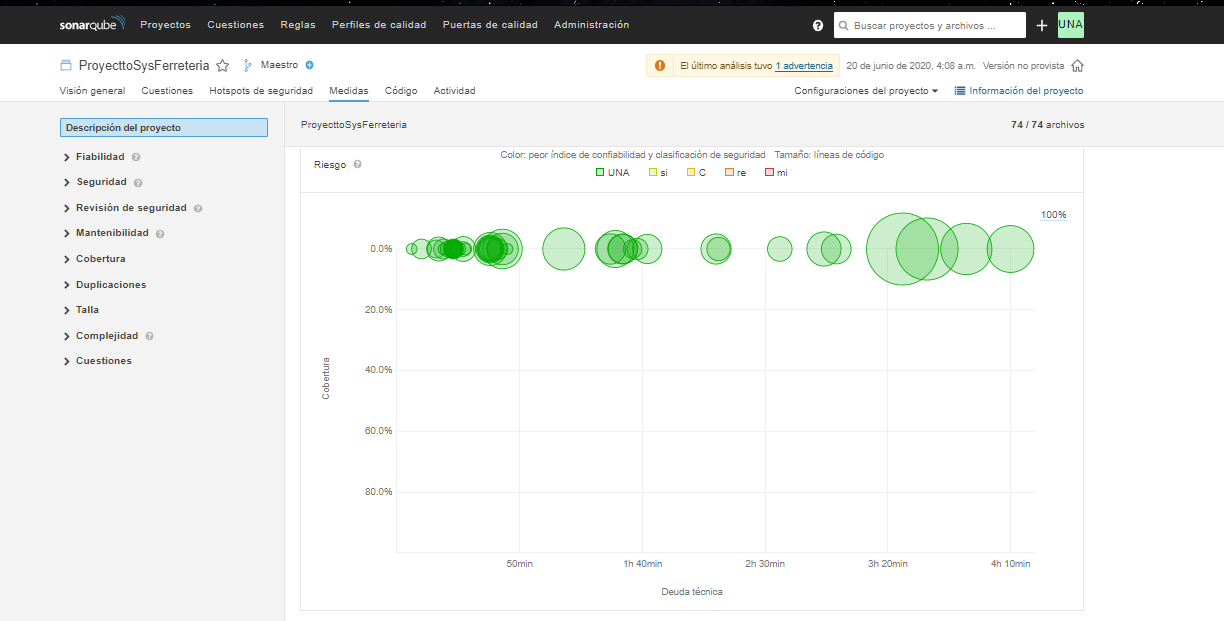 sonarqube Proyectos Cuestiones Reglas Perfiles de calidad Puertas de calidad Administración ? Buscar proyectos y archivos ... + UNA
ProyecttoSysFerreteria Maestro El último análisis tuvo 1 advertencia 20 de junio de 2020, 4:08 a.m. Versión no provista
Visión general Cuestiones Hotspots de seguridad Medidas Código Actividad Configuraciones del proyecto Información del proyecto
Descripción del proyecto
Fiabilidad ?
Seguridad ?
Revisión de seguridad ?
Mantenibilidad ?
Cobertura
Duplicaciones
Talla
Complejidad ?
Cuestiones
ProyecttoSysFerreteria 74 / 74 archivos
Riesgo ? Color: peor índice de confiabilidad y clasificación de seguridad Tamaño: líneas de código
UNA si C re mi
100%
0.0%
20.0%
40.0%
60.0%
80.0%
Cobertura
50min 1h 40min 2h 30min 3h 20min 4h 10min
Deuda técnica